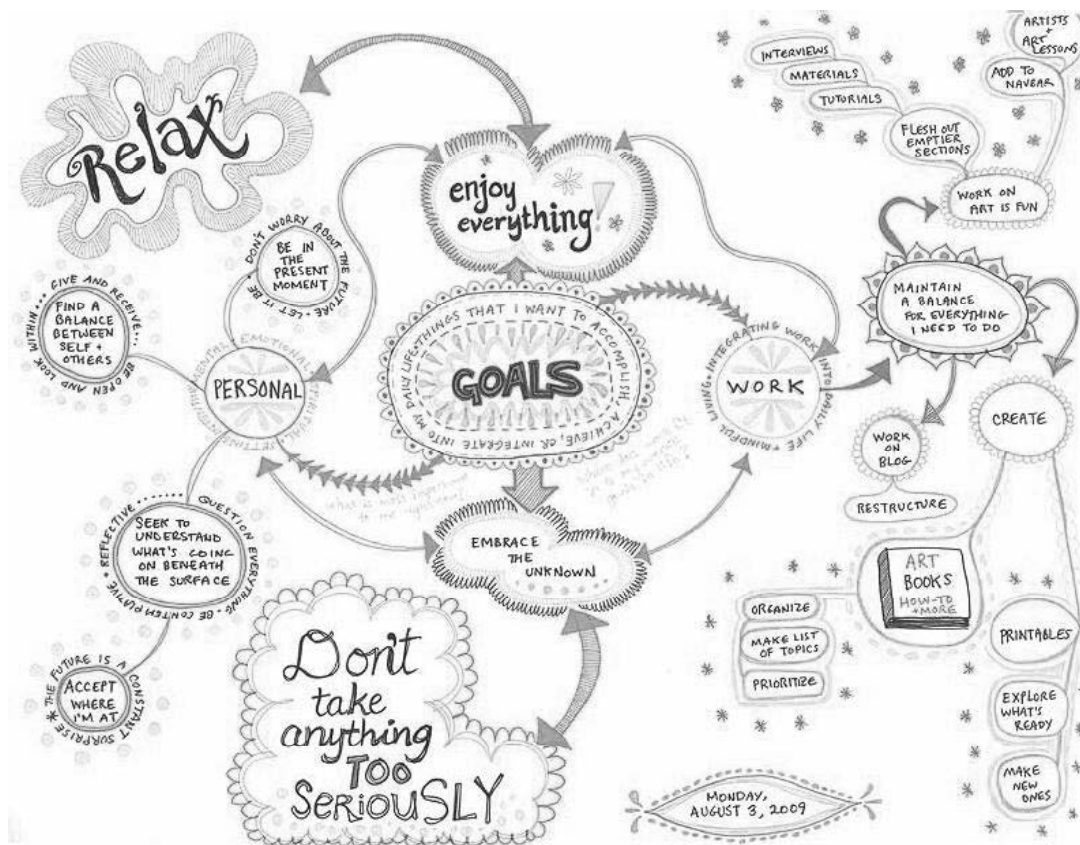 Relax
enjoy
everything!
INTERVIEWS
MATERIALS
TUTORIALS
FLESH OUT
EMPTIER
SECTIONS
ARTISTS
+
ART
LESSONS
ADD TO
NAVBAR
WORK ON
ART IS FUN
DON'T WORRY ABOUT THE FUTURE • LET IT BE •
BE IN
THE
PRESENT
MOMENT
BE OPEN AND LOOK WITHIN... GIVE AND RECEIVE...
FIND A
BALANCE
BETWEEN
SELF +
OTHERS
MENTAL • EMOTIONAL
PERSONAL
THINGS THAT I WANT TO ACCOMPLISH, ACHIEVE, OR INTEGRATE INTO MY DAILY LIFE •
GOALS
INTEGRATING WORK INTO DAILY LIFE • MINDFUL LIVING •
WORK
MAINTAIN
A BALANCE
FOR EVERYTHING
I NEED TO DO
CREATE
WORK
ON
BLOG
RESTRUCTURE
QUESTION EVERYTHING • BE CONTEMPLATIVE • REFLECTIVE
SEEK TO
UNDERSTAND
WHAT'S GOING
ON BENEATH
THE SURFACE
EMBRACE
THE
UNKNOWN
ART
BOOKS
HOW-TO
+ MORE
ORGANIZE
MAKE LIST
OF TOPICS
PRIORITIZE
PRINTABLES
EXPLORE
WHAT'S
READY
MAKE
NEW
ONES
THE FUTURE IS A CONSTANT SURPRISE
ACCEPT
WHERE
I'M AT
Don't
take
anything
TOO
SERIOUSLY
MONDAY,
AUGUST 3, 2009